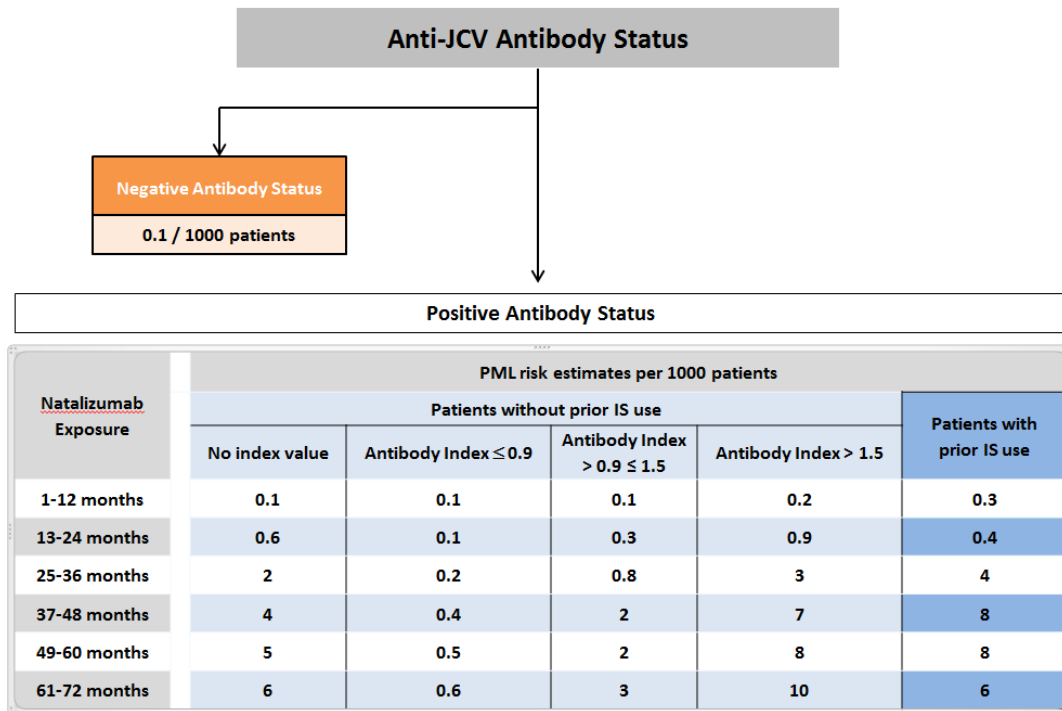 Anti-JCV Antibody Status
Negative Antibody Status
0.1 / 1000 patients
Positive Antibody Status
Natalizumab Exposure
PML risk estimates per 1000 patients
Patients without prior IS use
Patients with prior IS use
No index value
Antibody Index ≤ 0.9
Antibody Index > 0.9 ≤ 1.5
Antibody Index > 1.5
1-12 months 0.1 0.1 0.1 0.2 0.3
13-24 months 0.6 0.1 0.3 0.9 0.4
25-36 months 2 0.2 0.8 3 4
37-48 months 4 0.4 2 7 8
49-60 months 5 0.5 2 8 8
61-72 months 6 0.6 3 10 6